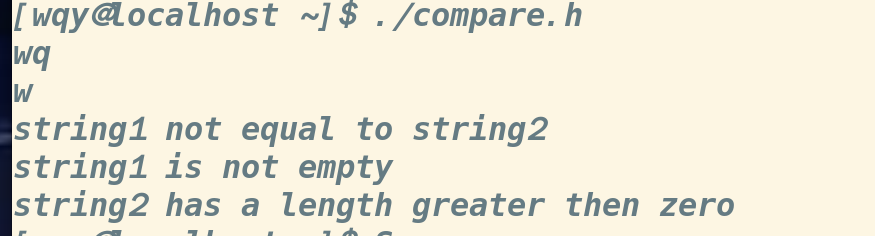 [wqy@localhost ~]$ ./compare.h
wq
w
string1 not equal to string2
string1 is not empty
string2 has a length greater then zero